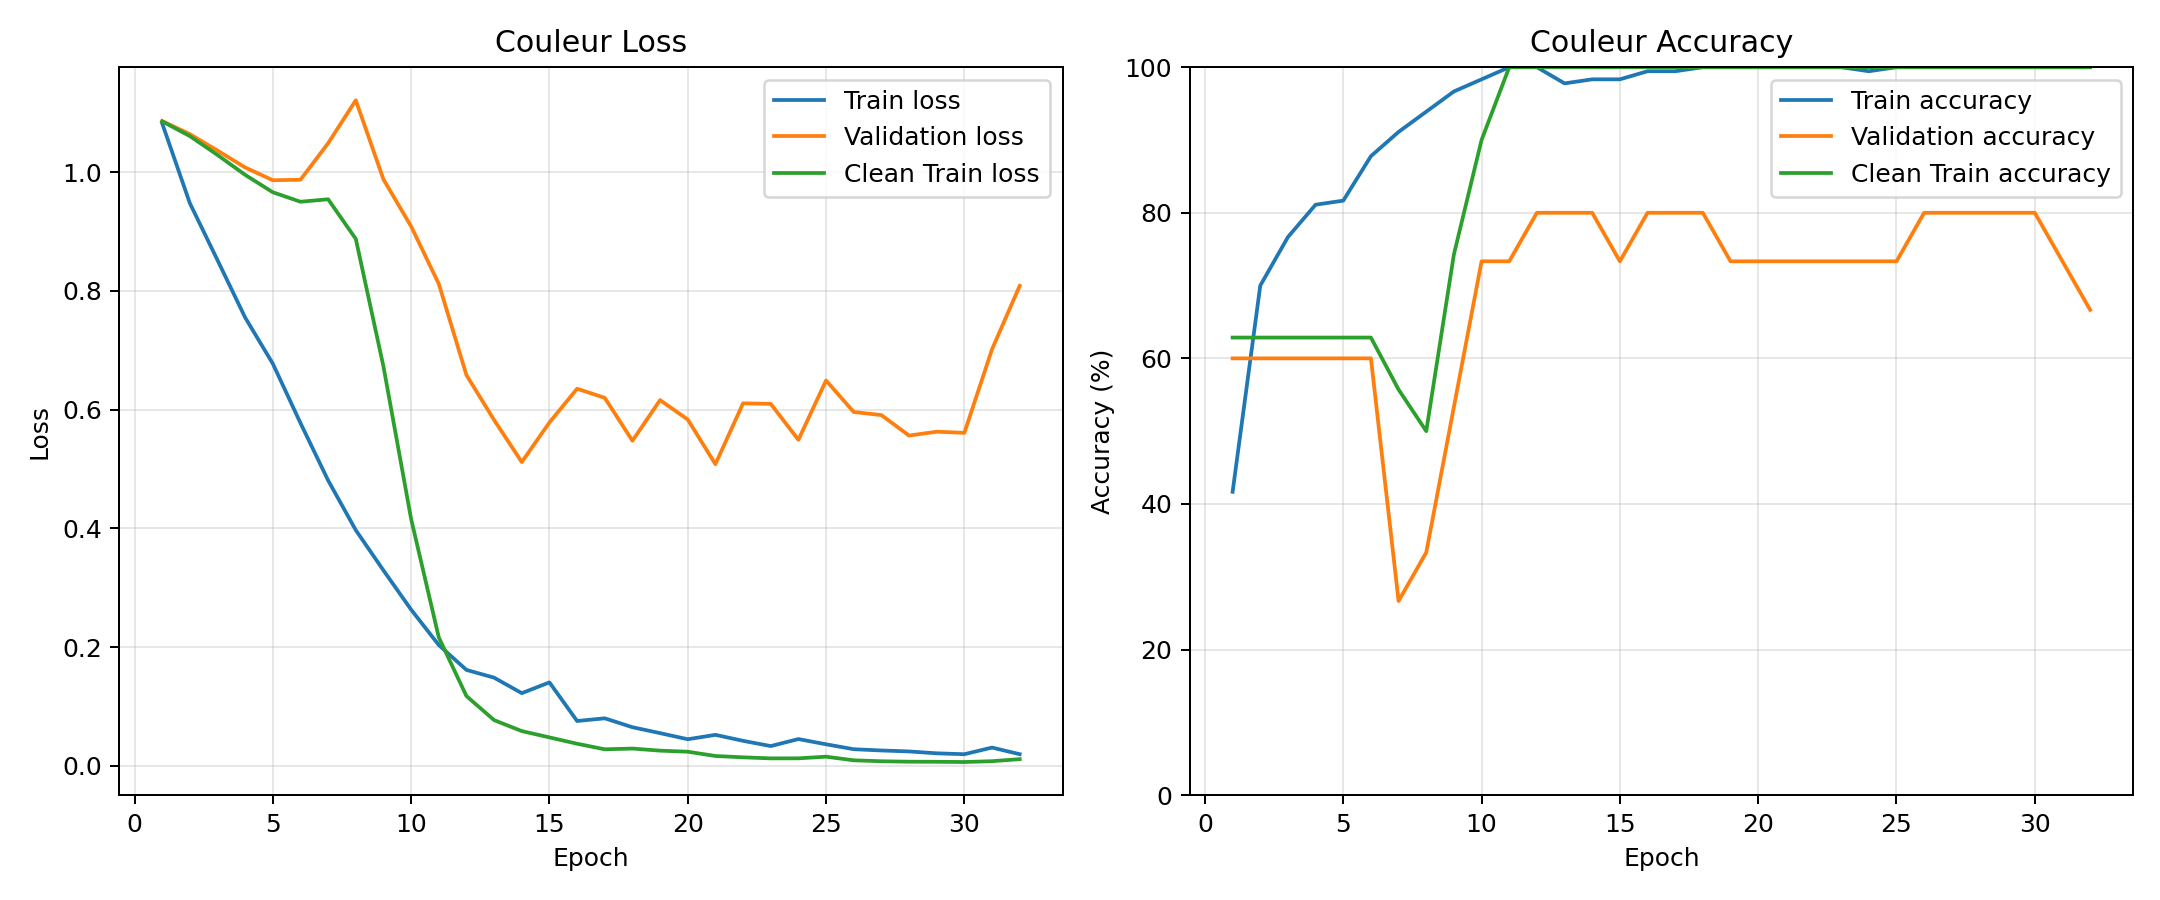 Couleur Loss
Train loss
Validation loss
Clean Train loss
1.0
0.8
0.6
0.4
0.2
0.0
Loss
0 5 10 15 20 25 30
Epoch
Couleur Accuracy
Train accuracy
Validation accuracy
Clean Train accuracy
100
80
60
40
20
0
Accuracy (%)
0 5 10 15 20 25 30
Epoch